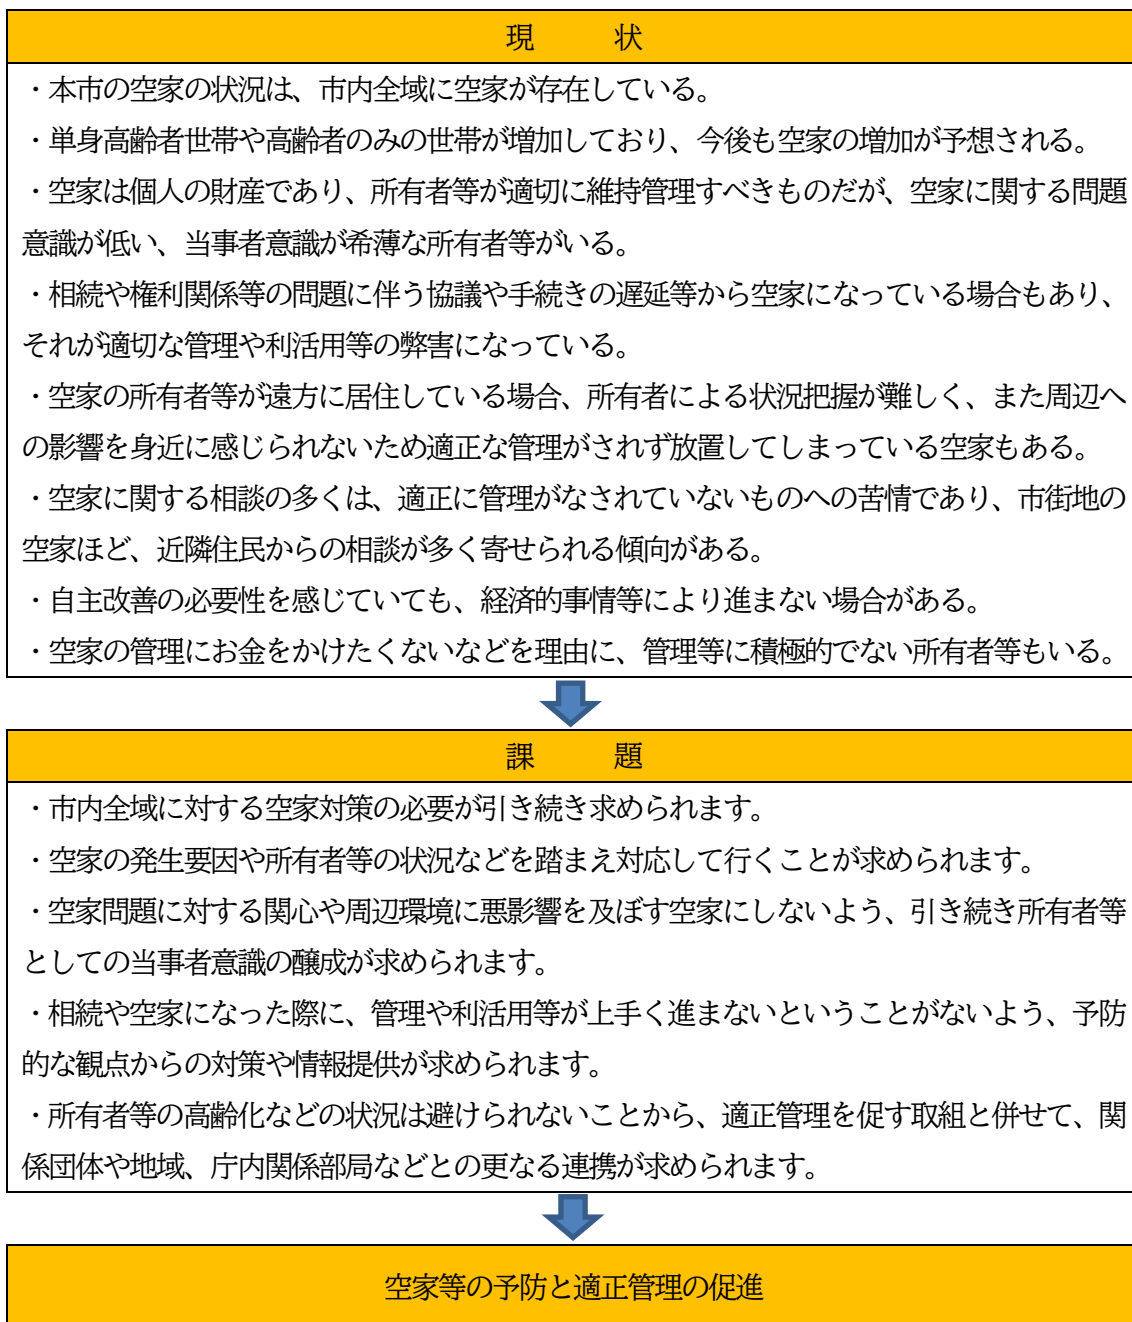 現　　状
・本市の空家の状況は、市内全域に空家が存在している。
・単身高齢者世帯や高齢者のみの世帯が増加しており、今後も空家の増加が予想される。
・空家は個人の財産であり、所有者等が適切に維持管理すべきものだが、空家に関する問題
意識が低い、当事者意識が希薄な所有者等がいる。
・相続や権利関係等の問題に伴う協議や手続きの遅延等から空家になっている場合もあり、
それが適切な管理や利活用等の弊害になっている。
・空家の所有者等が遠方に居住している場合、所有者による状況把握が難しく、また周辺へ
の影響を身近に感じられないため適正な管理がされず放置してしまっている空家もある。
・空家に関する相談の多くは、適正に管理がなされていないものへの苦情であり、市街地の
空家ほど、近隣住民からの相談が多く寄せられる傾向がある。
・自主改善の必要性を感じていても、経済的事情等により進まない場合がある。
・空家の管理にお金をかけたくないなどを理由に、管理等に積極的でない所有者等もいる。
課　　題
・市内全域に対する空家対策の必要が引き続き求められます。
・空家の発生要因や所有者等の状況などを踏まえ対応して行くことが求められます。
・空家問題に対する関心や周辺環境に悪影響を及ぼす空家にしないよう、引き続き所有者等
としての当事者意識の醸成が求められます。
・相続や空家になった際に、管理や利活用等が上手く進まないということがないよう、予防
的な観点からの対策や情報提供が求められます。
・所有者等の高齢化などの状況は避けられないことから、適正管理を促す取組と併せて、関
係団体や地域、庁内関係部局などとの更なる連携が求められます。
空家等の予防と適正管理の促進